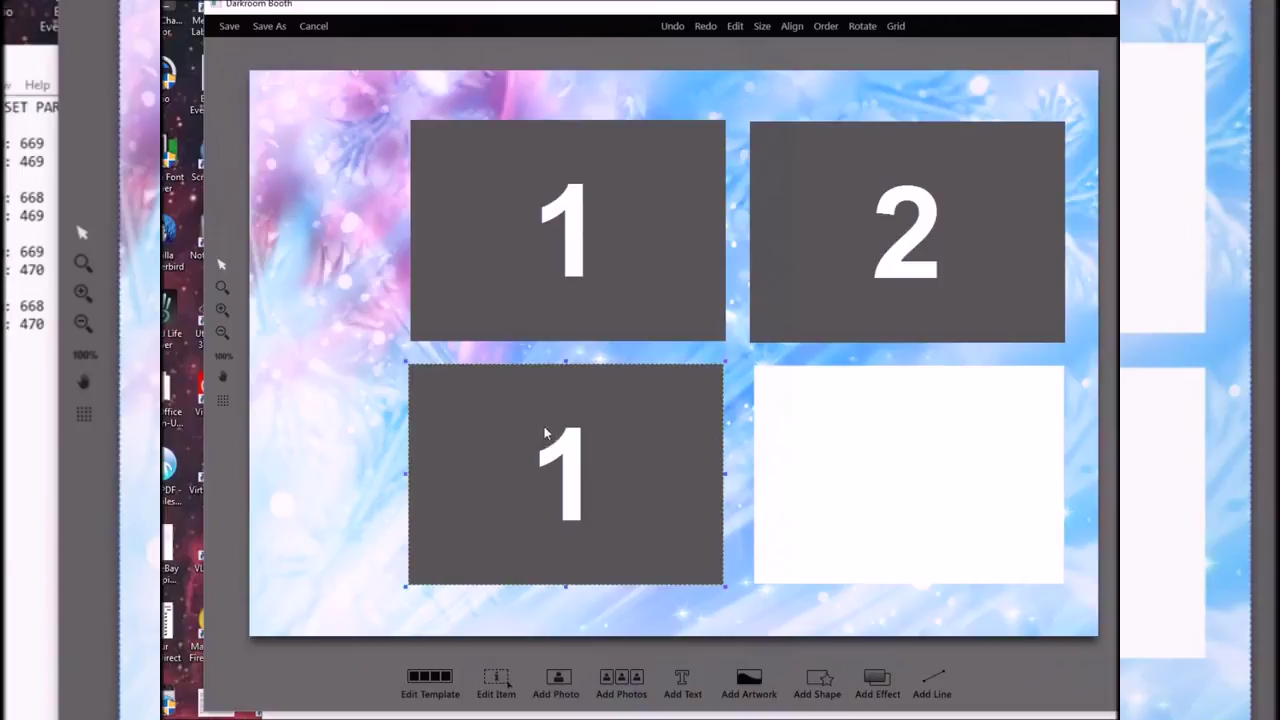 Darkroom Booth
Save Save As Cancel Undo Redo Edit Size Align Order Rotate Grid
Help
SET PAR
: 669
: 469
: 668
: 469
: 669
: 470
: 668
: 470
100%
100%
1
2
1
Edit Template Edit Item Add Photo Add Photos Add Text Add Artwork Add Shape Add Effect Add Line